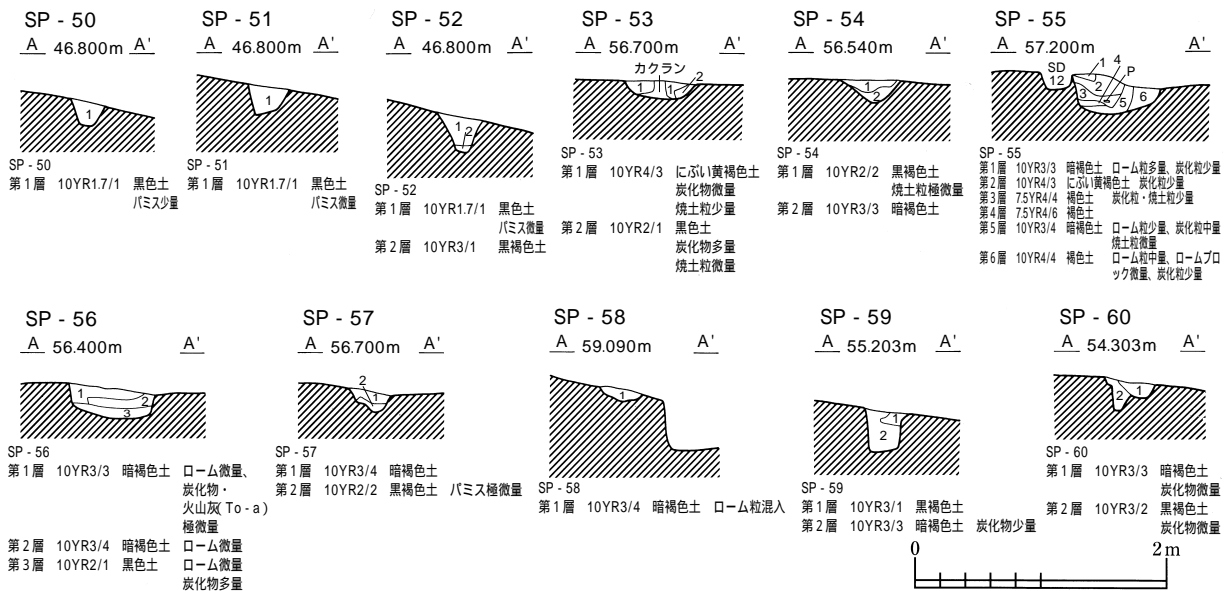 SP - 50
A 46.800m A'
1
SP - 50
第1層 10YR1.7/1 黒色土
パミス少量
SP - 51
A 46.800m A'
1
SP - 51
第1層 10YR1.7/1 黒色土
パミス微量
SP - 52
A 46.800m A'
1 2
SP - 52
第1層 10YR1.7/1 黒色土
パミス微量
第2層 10YR3/1 黒褐色土
SP - 53
A 56.700m A'
カクラン
1 1 2
SP - 53
第1層 10YR4/3 にぶい黄褐色土
炭化物微量
焼土粒少量
第2層 10YR2/1 黒色土
炭化物多量
焼土粒微量
SP - 54
A 56.540m A'
1
2
SP - 54
第1層 10YR2/2 黒褐色土
焼土粒極微量
第2層 10YR3/3 暗褐色土
SP - 55
A 57.200m A'
SD
12
1 4
P
2
3 5 6
SP - 55
第1層 10YR3/3 暗褐色土 ローム粒多量、炭化粒少量
第2層 10YR4/3 にぶい黄褐色土 炭化粒少量
第3層 7.5YR4/4 褐色土 炭化粒・焼土粒少量
第4層 7.5YR4/6 褐色土
第5層 10YR3/4 暗褐色土 ローム粒少量、炭化粒中量
焼土粒微量
第6層 10YR4/4 褐色土 ローム粒中量、ロームブロ
ック微量、炭化粒少量
SP - 56
A 56.400m A'
1
2
3
SP - 56
第1層 10YR3/3 暗褐色土 ローム微量、
炭化物・
火山灰(To-a)
極微量
第2層 10YR3/4 暗褐色土 ローム微量
第3層 10YR2/1 黒色土 ローム微量
炭化物多量
SP - 57
A 56.700m A'
2
1
SP - 57
第1層 10YR3/4 暗褐色土
第2層 10YR2/2 黒褐色土 パミス極微量
SP - 58
A 59.090m A'
1
SP - 58
第1層 10YR3/4 暗褐色土 ローム粒混入
SP - 59
A 55.203m A'
1
2
SP - 59
第1層 10YR3/1 黒褐色土
第2層 10YR3/3 暗褐色土 炭化物少量
SP - 60
A 54.303m A'
2 1
SP - 60
第1層 10YR3/3 暗褐色土
炭化物微量
第2層 10YR3/2 黒褐色土
炭化物微量
0 2m